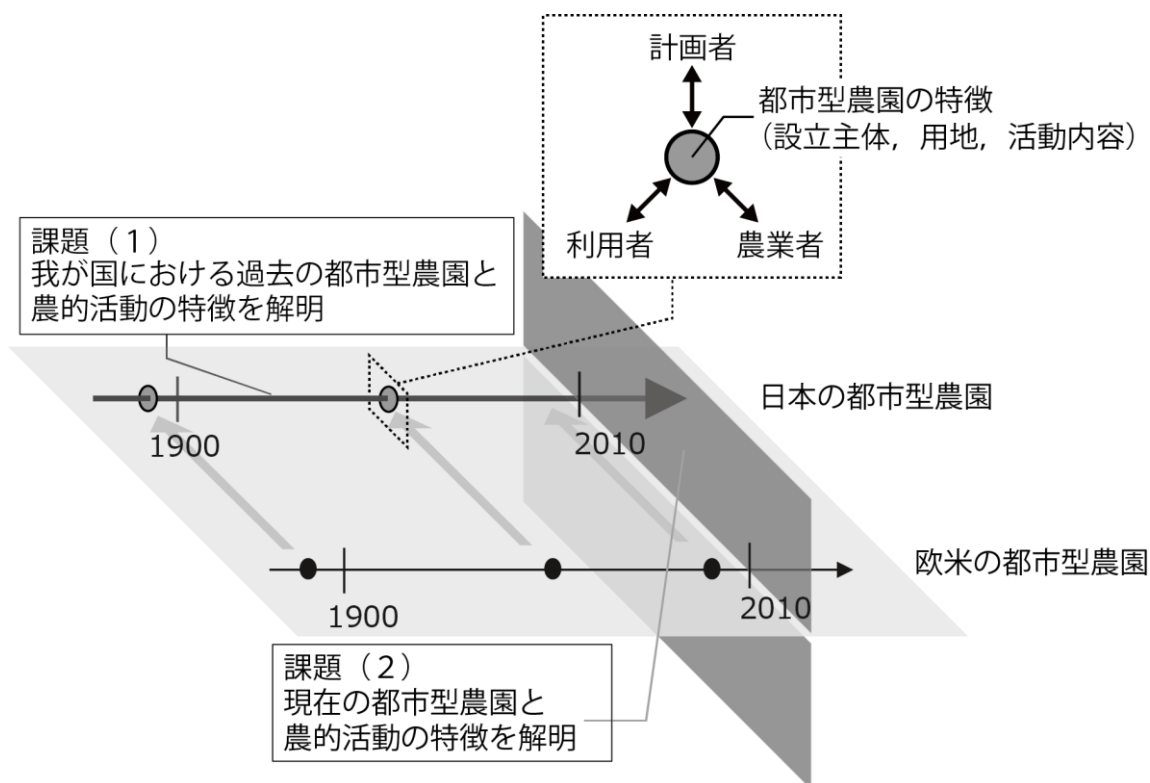 計画者
都市型農園の特徴
（設立主体，用地，活動内容）
利用者
農業者
課題（１）
我が国における過去の都市型農園と
農的活動の特徴を解明
日本の都市型農園
1900
2010
欧米の都市型農園
1900
2010
課題（２）
現在の都市型農園と
農的活動の特徴を解明